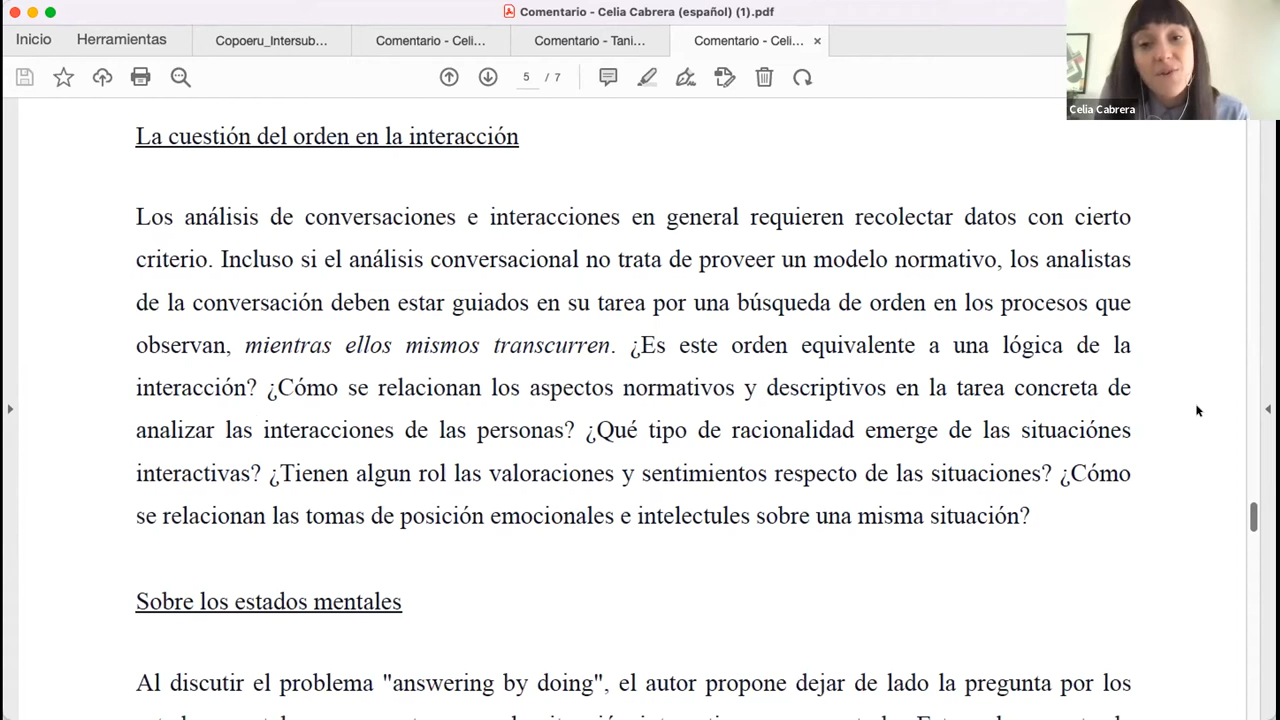 Comentario - Celia Cabrera (español) (1).pdf
Inicio Herramientas Copoeru_Intersub... Comentario - Celi... Comentario - Tani... Comentario - Celi... ×
5 / 7
Celia Cabrera
La cuestión del orden en la interacción
Los análisis de conversaciones e interacciones en general requieren recolectar datos con cierto
criterio. Incluso si el análisis conversacional no trata de proveer un modelo normativo, los analistas
de la conversación deben estar guiados en su tarea por una búsqueda de orden en los procesos que
observan, mientras ellos mismos transcurren. ¿Es este orden equivalente a una lógica de la
interacción? ¿Cómo se relacionan los aspectos normativos y descriptivos en la tarea concreta de
analizar las interacciones de las personas? ¿Qué tipo de racionalidad emerge de las situaciónes
interactivas? ¿Tienen algun rol las valoraciones y sentimientos respecto de las situaciones? ¿Cómo
se relacionan las tomas de posición emocionales e intelectules sobre una misma situación?
Sobre los estados mentales
Al discutir el problema "answering by doing", el autor propone dejar de lado la pregunta por los